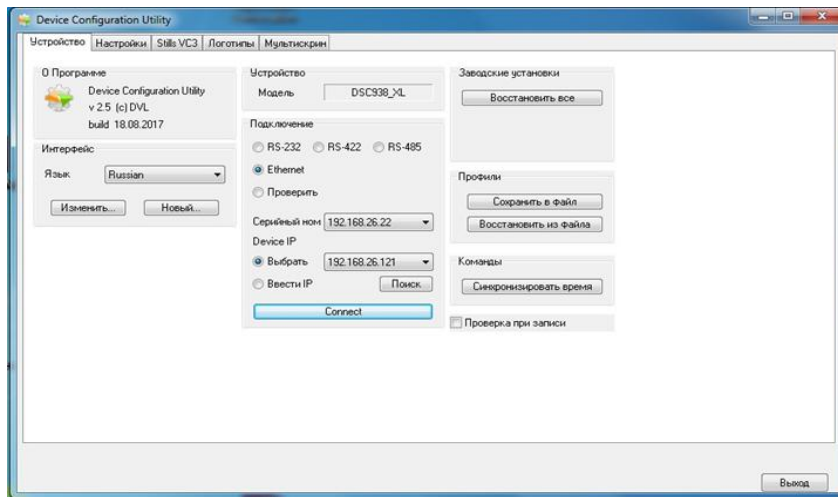 Device Configuration Utility
Устройство
Настройки
Stills VC3
Логотипы
Мультискрин
О Программе
Device Configuration Utility
v 2.5 (c) DVL
build 18.08.2017
Интерфейс
Язык
Russian
Изменить...
Новый...
Устройство
Модель
DSC938_XL
Подключение
RS-232
RS-422
RS-485
Ethernet
Проверить
Серийный ном
192.168.26.22
Device IP
Выбрать
192.168.26.121
Ввести IP
Поиск
Connect
Заводские установки
Восстановить все
Профили
Сохранить в файл
Восстановить из файла
Команды
Синхронизировать время
Проверка при записи
Выход